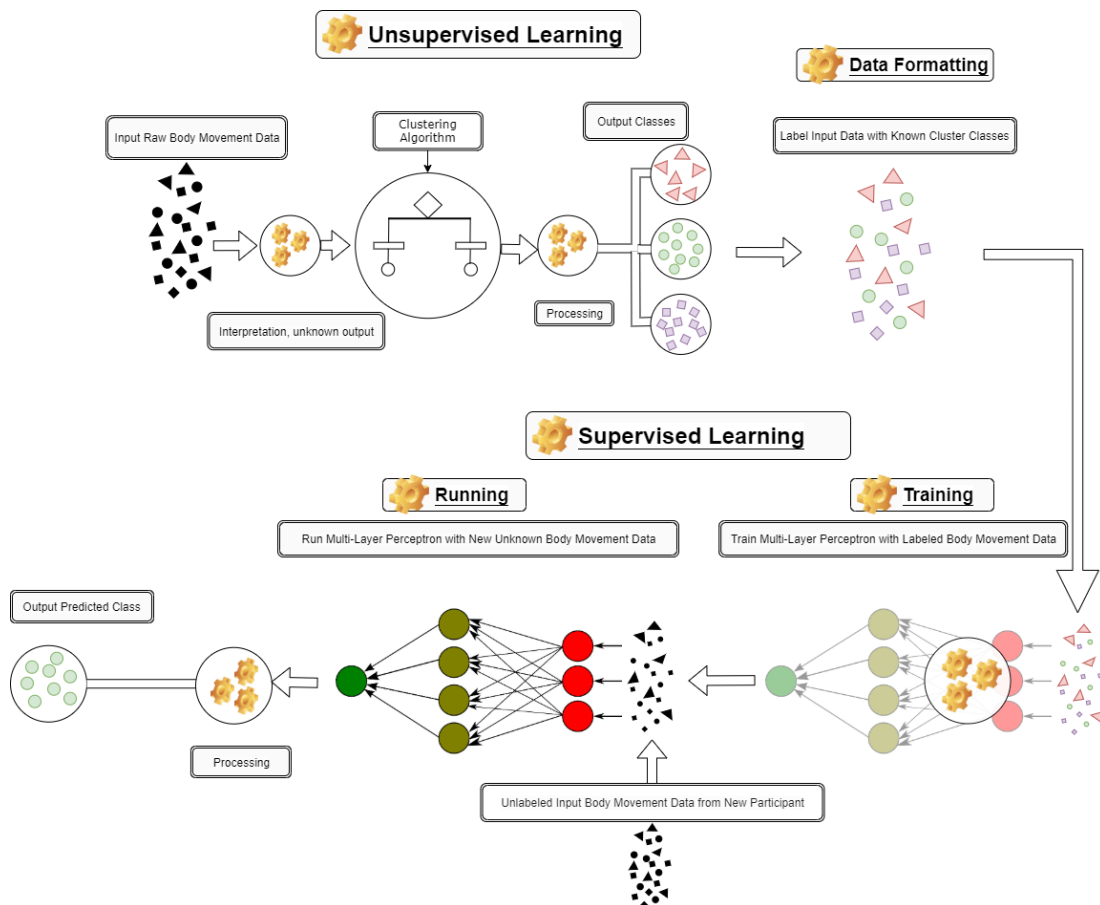 Unsupervised Learning
Data Formatting
Input Raw Body Movement Data
Clustering
Algorithm
Output Classes
Label Input Data with Known Cluster Classes
Interpretation, unknown output
Processing
Supervised Learning
Running
Training
Run Multi-Layer Perceptron with New Unknown Body Movement Data
Train Multi-Layer Perceptron with Labeled Body Movement Data
Output Predicted Class
Processing
Unlabeled Input Body Movement Data from New Participant